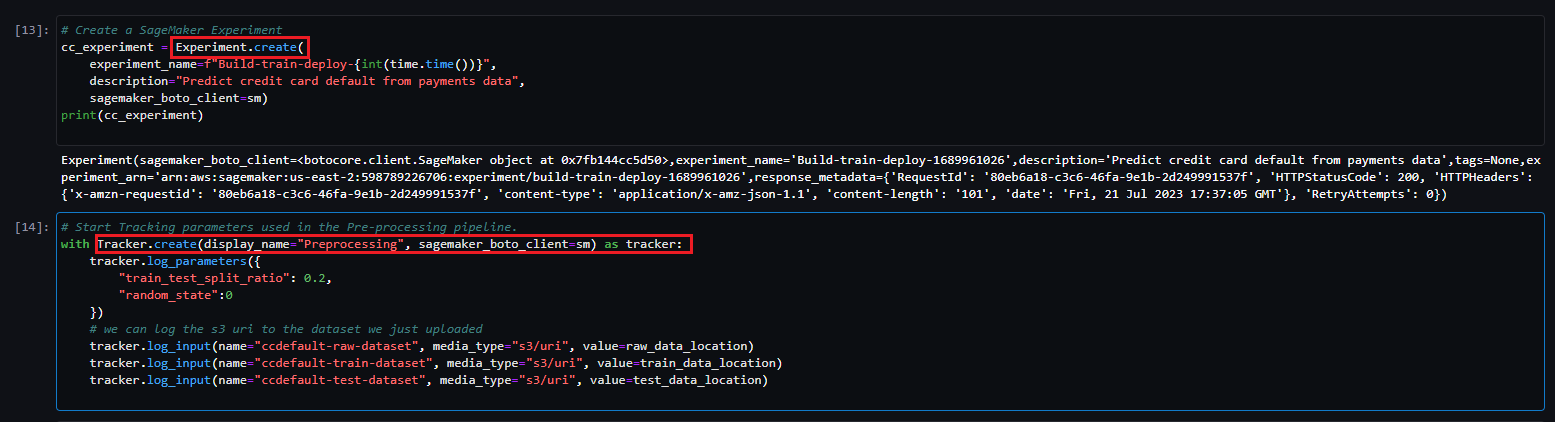 [13]: # Create a SageMaker Experiment
cc_experiment = Experiment.create(
    experiment_name=f"Build-train-deploy-{int(time.time())}",
    description="Predict credit card default from payments data",
    sagemaker_boto_client=sm)
print(cc_experiment)
Experiment(sagemaker_boto_client=<botocore.client.SageMaker object at 0x7fb144cc5d50>,experiment_name='Build-train-deploy-1689961026',description='Predict credit card default from payments data',tags=None,ex
periment_arn='arn:aws:sagemaker:us-east-2:598789226706:experiment/build-train-deploy-1689961026',response_metadata={'RequestId': '80eb6a18-c3c6-46fa-9e1b-2d249991537f', 'HTTPStatusCode': 200, 'HTTPHeaders':
{'x-amzn-requestid': '80eb6a18-c3c6-46fa-9e1b-2d249991537f', 'content-type': 'application/x-amz-json-1.1', 'content-length': '101', 'date': 'Fri, 21 Jul 2023 17:37:05 GMT'}, 'RetryAttempts': 0})
[14]: # Start Tracking parameters used in the Pre-processing pipeline.
with Tracker.create(display_name="Preprocessing", sagemaker_boto_client=sm) as tracker:
    tracker.log_parameters({
        "train_test_split_ratio": 0.2,
        "random_state":0
    })
    # we can log the s3 uri to the dataset we just uploaded
    tracker.log_input(name="ccdefault-raw-dataset", media_type="s3/uri", value=raw_data_location)
    tracker.log_input(name="ccdefault-train-dataset", media_type="s3/uri", value=train_data_location)
    tracker.log_input(name="ccdefault-test-dataset", media_type="s3/uri", value=test_data_location)